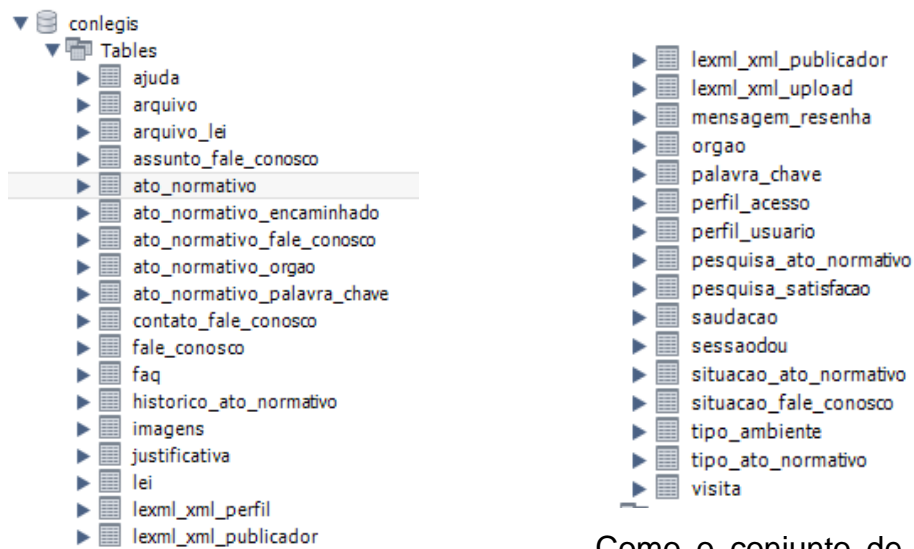 conlegis
Tables
ajuda
arquivo
arquivo_lei
assunto_fale_conosco
ato_normativo
ato_normativo_encaminhado
ato_normativo_fale_conosco
ato_normativo_orgao
ato_normativo_palavra_chave
contato_fale_conosco
fale_conosco
faq
historico_ato_normativo
imagens
justificativa
lei
lexml_xml_perfil
lexml_xml_publicador
lexml_xml_publicador
lexml_xml_upload
mensagem_resenha
orgao
palavra_chave
perfil_acesso
perfil_usuario
pesquisa_ato_normativo
pesquisa_satisfacao
saudacao
sessaodou
situacao_ato_normativo
situacao_fale_conosco
tipo_ambiente
tipo_ato_normativo
visita
Como o conjunto de